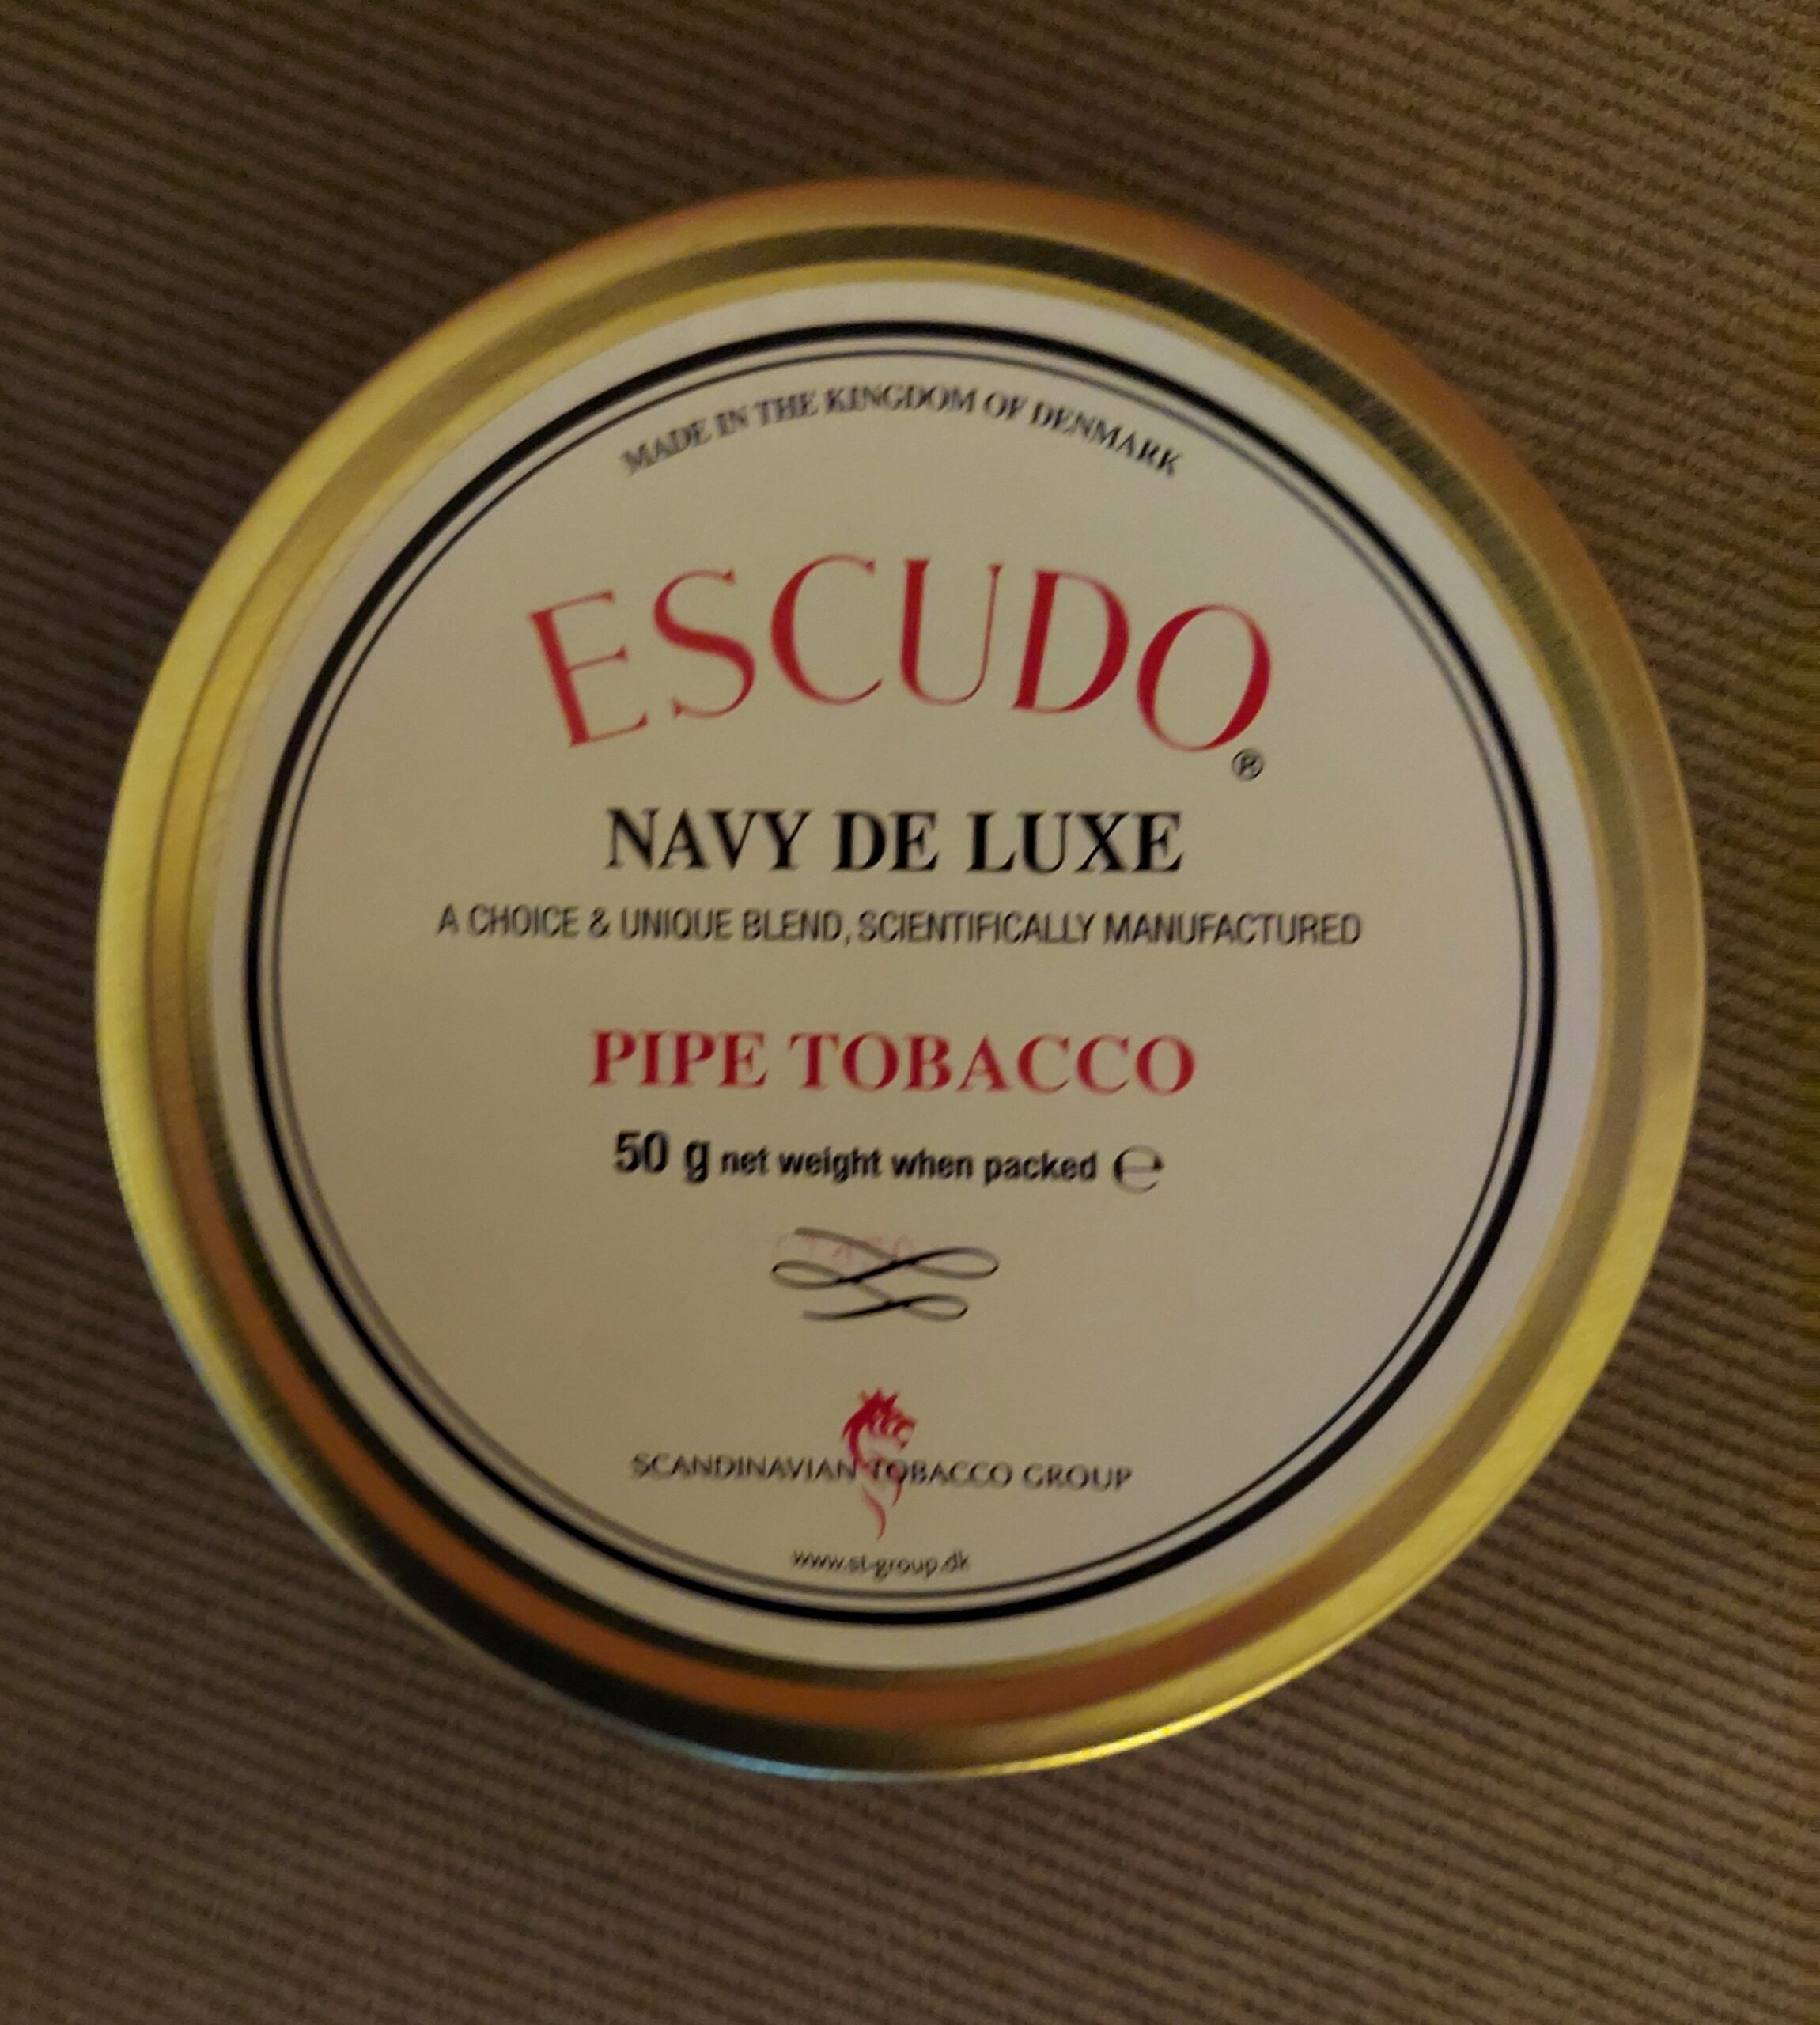 MADE IN THE KINGDOM OF DENMARK
ESCUDO®
NAVY DE LUXE
A CHOICE & UNIQUE BLEND, SCIENTIFICALLY MANUFACTURED
PIPE TOBACCO
50 g net weight when packed ℮
SCANDINAVIAN TOBACCO GROUP
www.st-group.dk